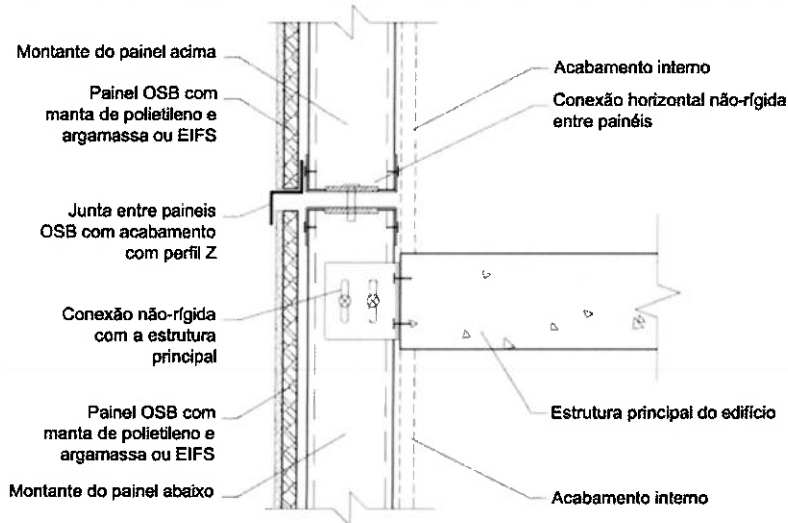 Montante do painel acima
Painel OSB com
manta de polietileno e
argamassa ou EIFS
Junta entre paineis
OSB com acabamento
com perfil Z
Conexão não-rígida
com a estrutura
principal
Painel OSB com
manta de polietileno e
argamassa ou EIFS
Montante do painel abaixo
Acabamento interno
Conexão horizontal não-rígida
entre painéis
Estrutura principal do edifício
Acabamento interno